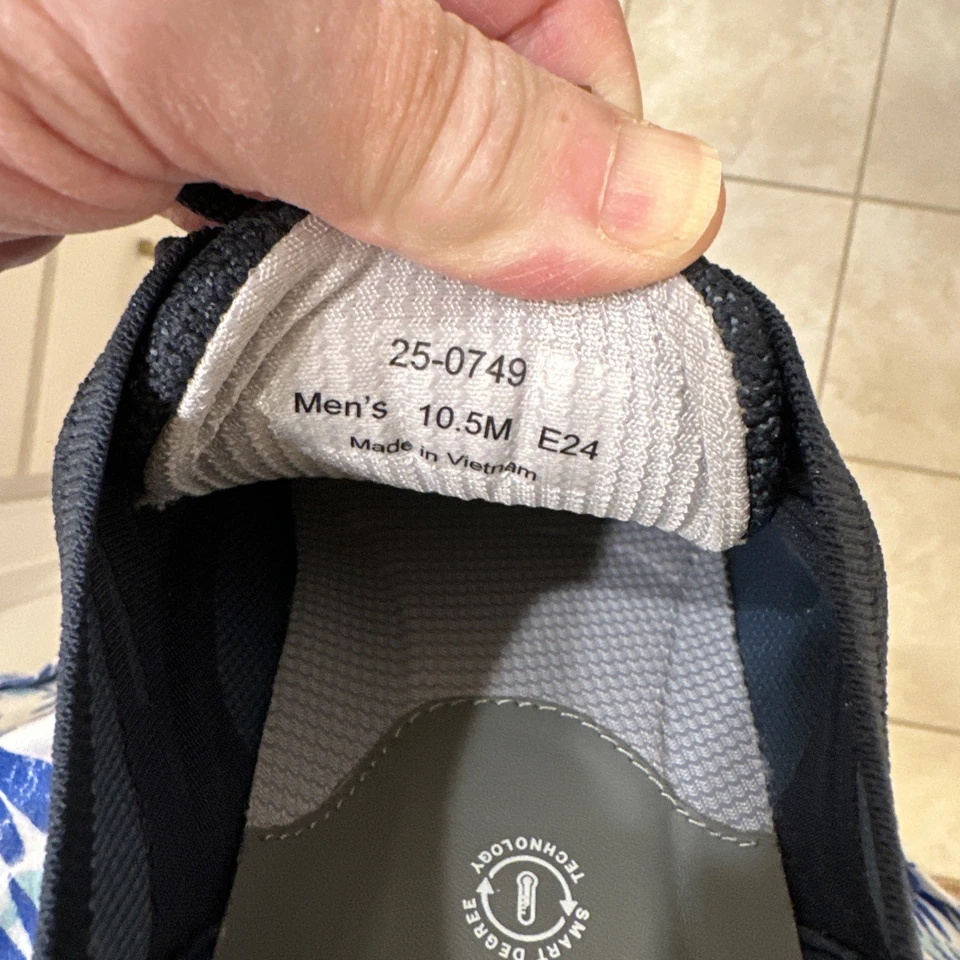 25-0749
Men's 10.5M E24
Made in Vietnam
SMART DEGREE
TECHNOLOGY